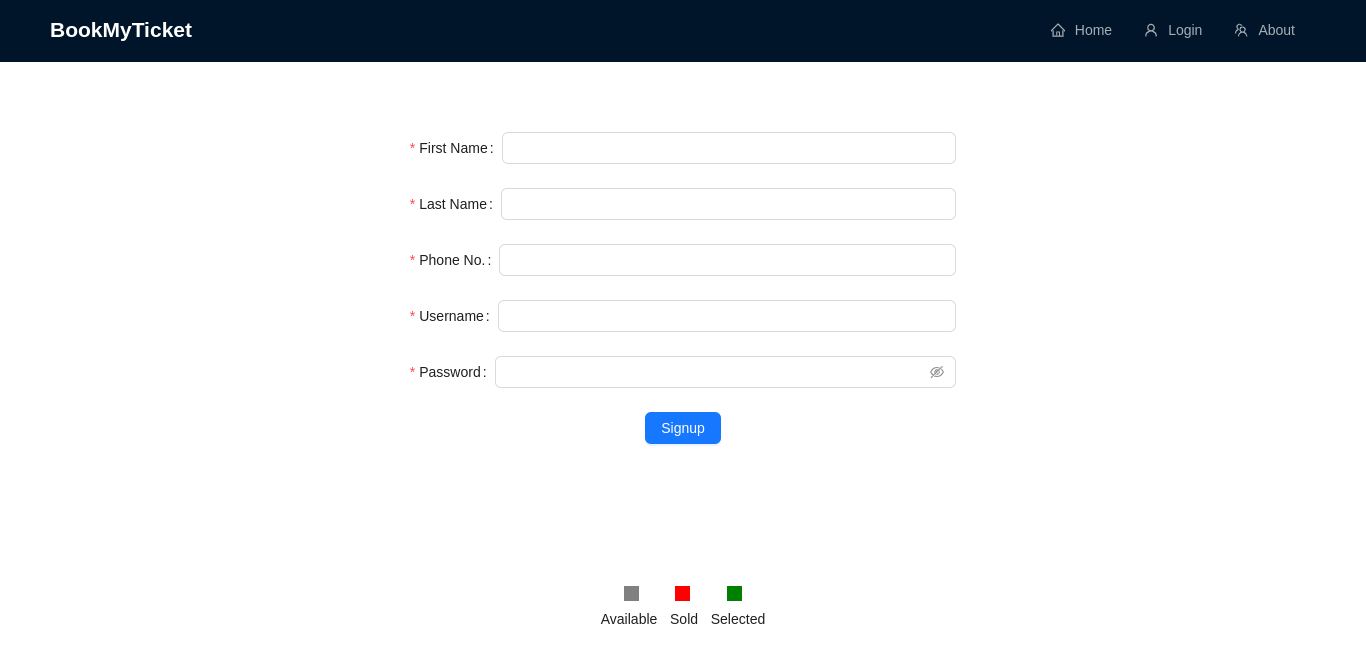 BookMyTicket Home Login About
* First Name :
* Last Name :
* Phone No. :
* Username :
* Password :
Signup
Available Sold Selected